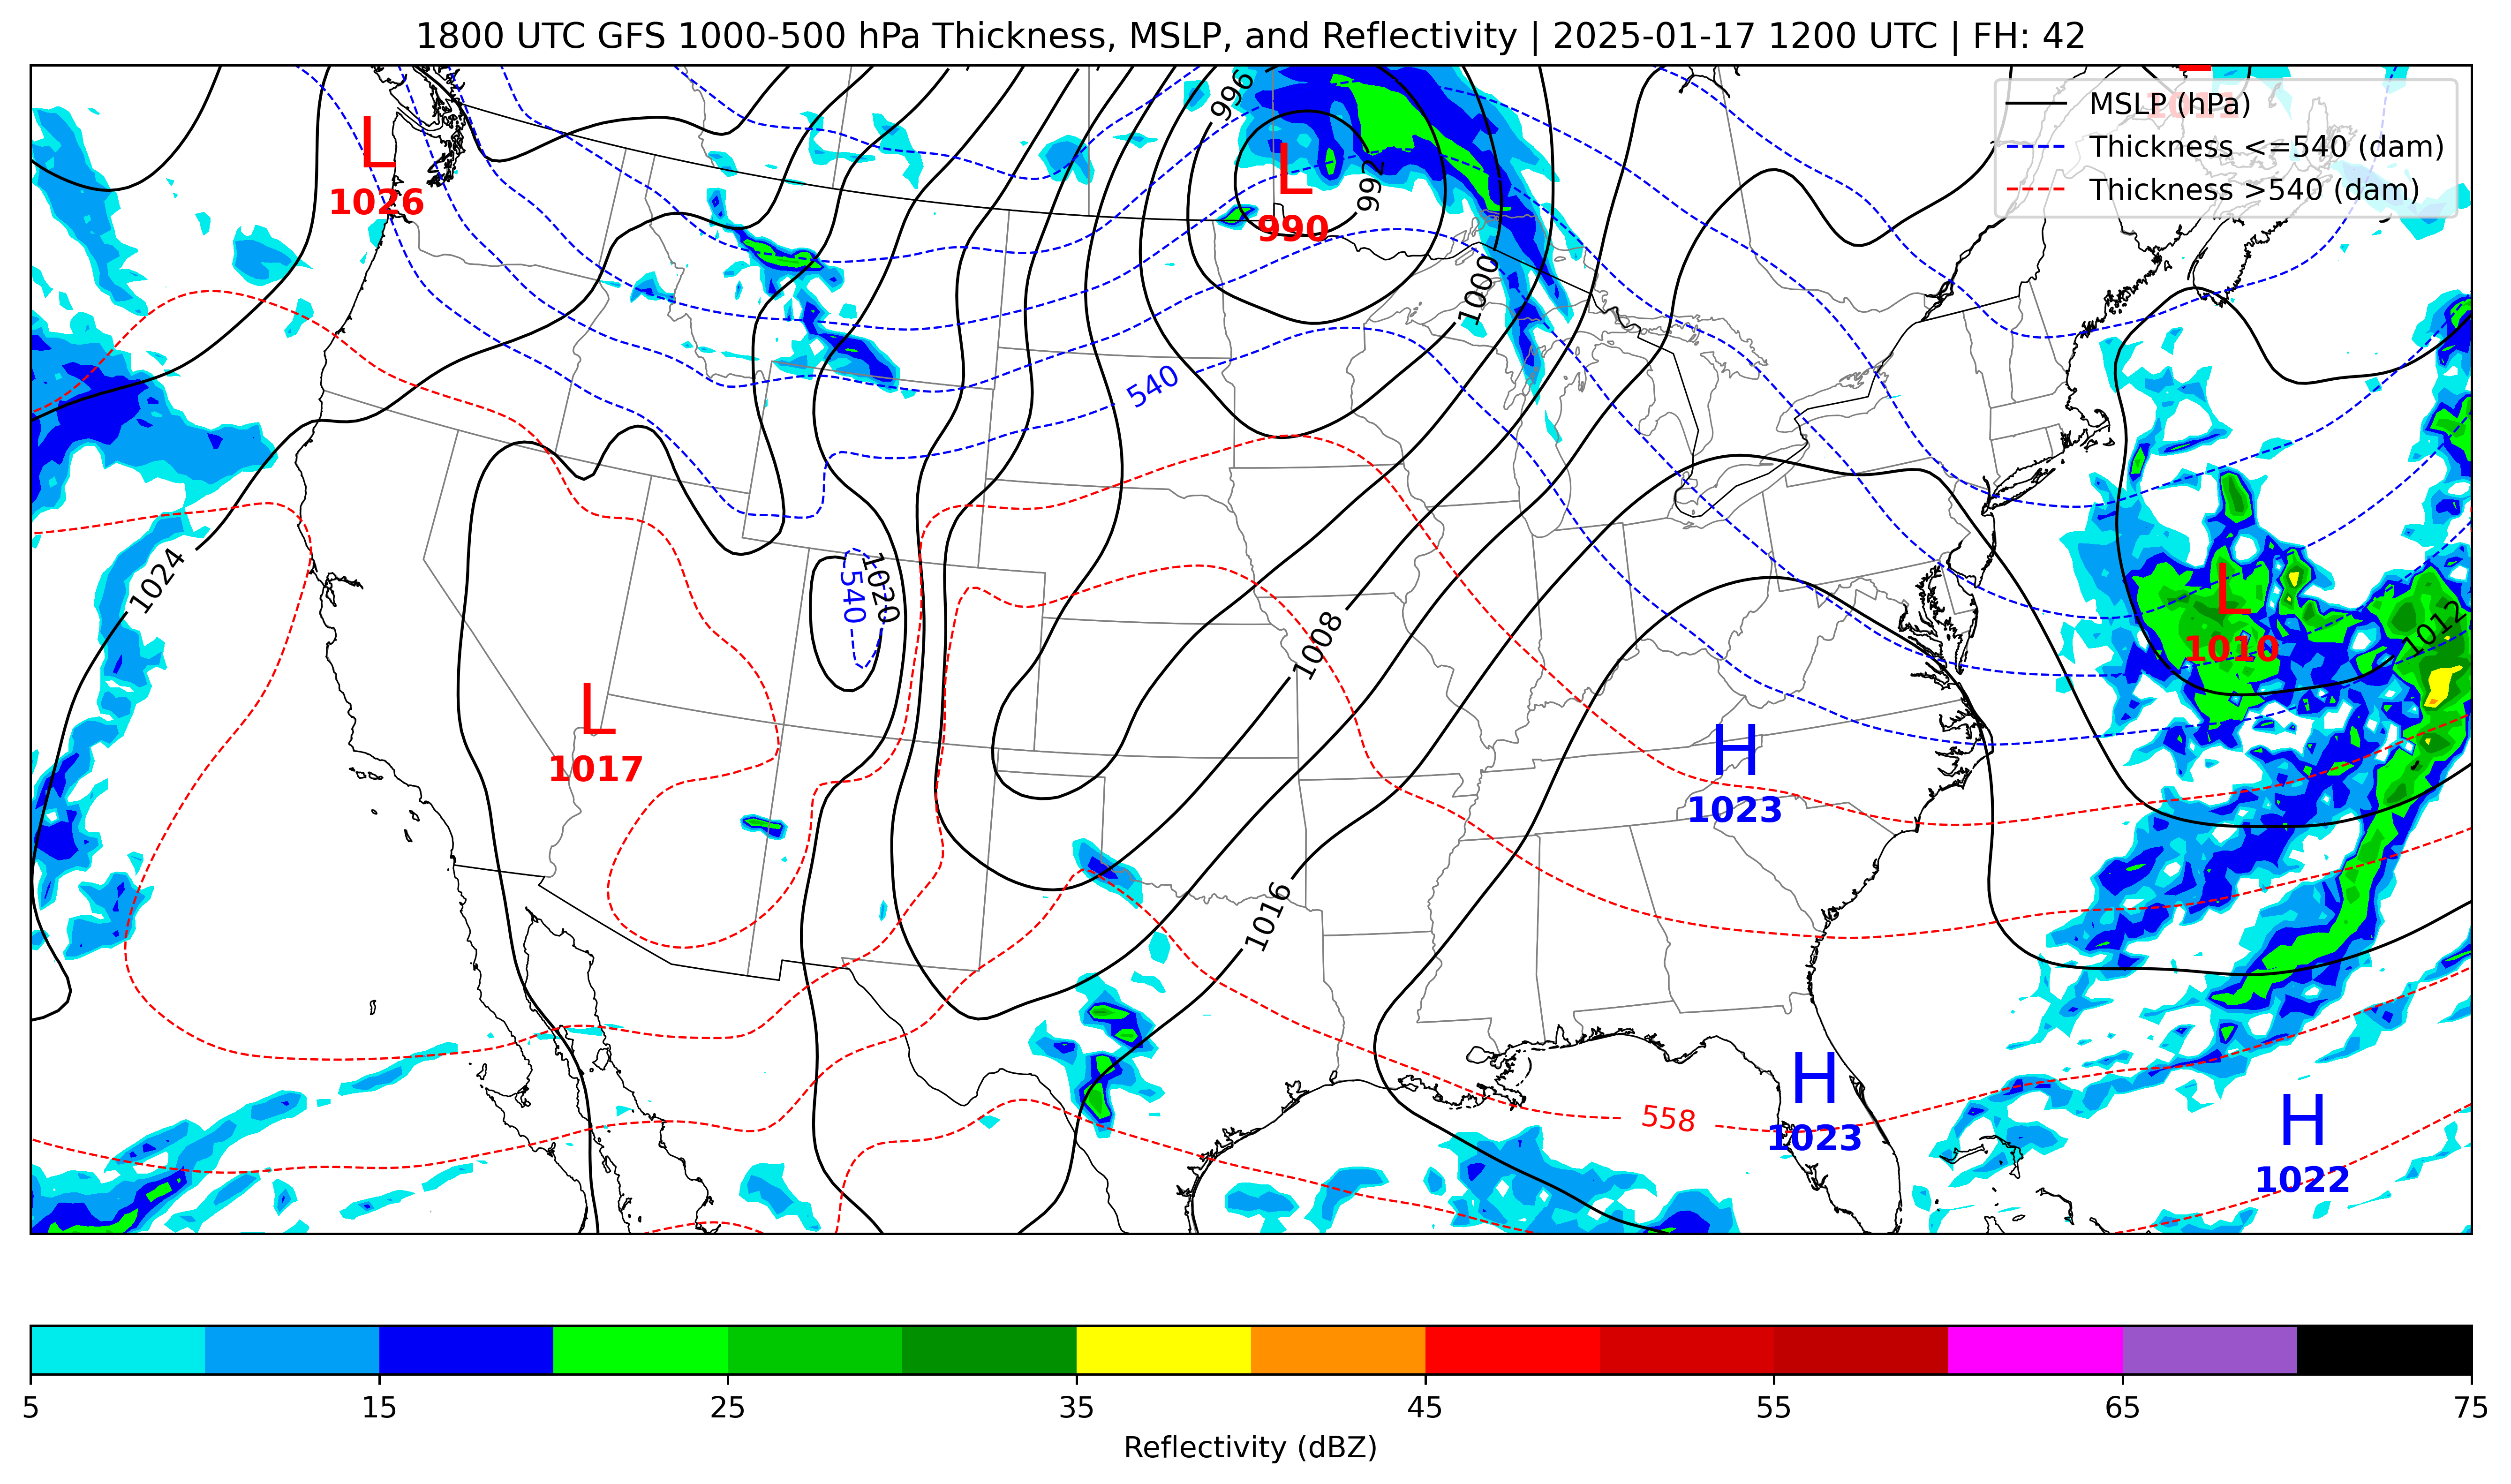 1800 UTC GFS 1000-500 hPa Thickness, MSLP, and Reflectivity | 2025-01-17 1200 UTC | FH: 42
MSLP (hPa)
Thickness <=540 (dam)
Thickness >540 (dam)
996
L
1026
L
990
992
1000
540
1024
540
1020
1008
L
1010
1012
L
1017
H
1023
1016
H
1023
558
H
1022
5
15
25
35
45
55
65
75
Reflectivity (dBZ)